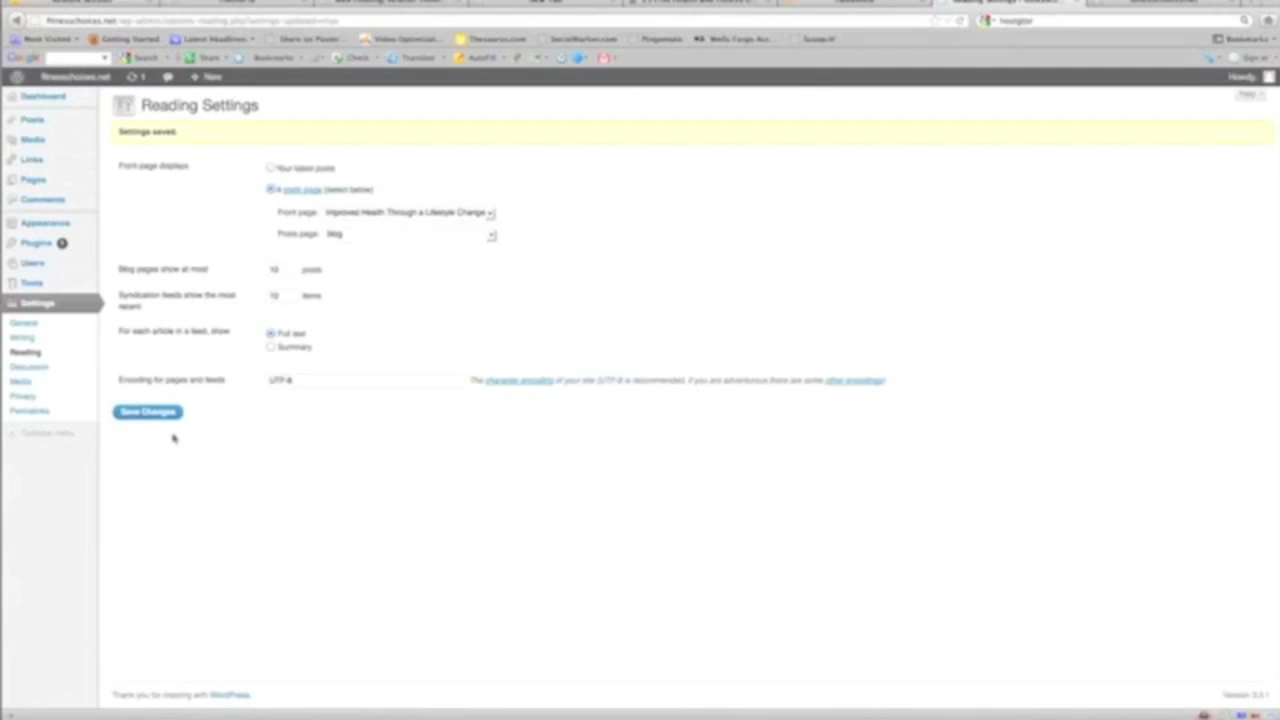 fitnesschoices.net/wp-admin/options-reading.php?settings-updated=true
hostgator
Most Visited
Getting Started
Latest Headlines
Share on Poster
Video Optimizat...
Thesaurus.com
SocialMarker.com
Pingomatic
Wells Fargo
Bookmarks
Google
Search
Share
Bookmarks
Check
Translate
AutoFill
Sign In
fitnesschoices.net
1
New
Howdy,
Help
Dashboard
Posts
Media
Links
Pages
Comments
Appearance
Plugins
Users
Tools
Settings
General
Writing
Reading
Discussion
Media
Privacy
Permalinks
Collapse menu
Reading Settings
Settings saved.
Front page displays
Your latest posts
A static page (select below)
Front page: Improved Health Through a Lifestyle Change
Posts page: Blog
Blog pages show at most 10 posts
Syndication feeds show the most 10 items
recent
For each article in a feed, show
Full text
Summary
Encoding for pages and feeds UTF-8 The character encoding of your site (UTF-8 is recommended, if you are adventurous there are some other encodings)
Save Changes
Thank you for creating with WordPress.
Version 3.3.1